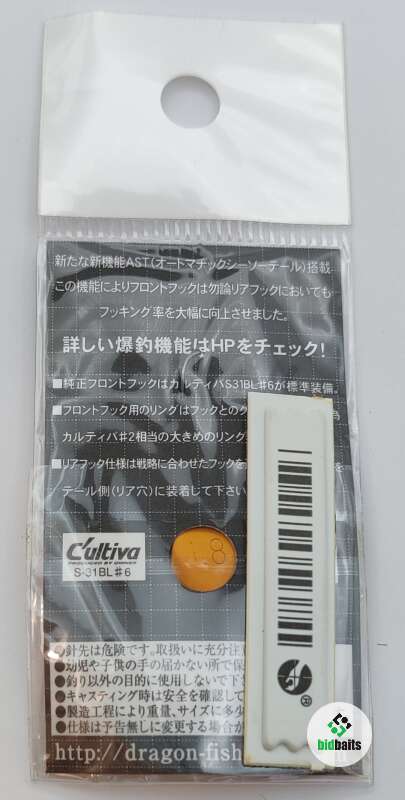 新たな新機能AST(オートマチックシーソーテール)搭載
この機能によりフロントフックは勿論リアフックにおいても
フッキング率を大幅に向上させました。
詳しい爆釣機能はHPをチェック!
■純正フロントフックはカルティバS31BL#6が標準装備。
■フロントフック用のリングはフックとのク
カルティバ#2相当の大きめのリング
■リアフック仕様は戦略に合わせたフックを を
テール側(リア穴)に装着して下さい
C'ultiva
PRODUCED BY OWNER
S-31BL#6
8
●針先は危険です。取扱いに充分注
●幼児や子供の手の届かない所で保
●釣り以外の目的に使用しないで下
●キャスティング時は安全を確認して
●製造工程により重量、サイズに多少
●仕様は予告無しに変更する場合か
http://dragon-fish
®
bidbaits